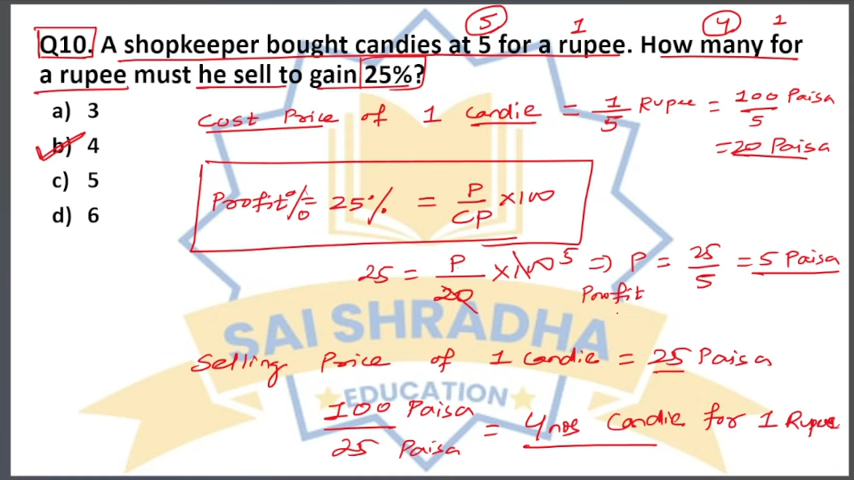 5 1 4 1
Q10. A shopkeeper bought candies at 5 for a rupee. How many for
a rupee must he sell to gain 25%?
a) 3
b) 4
c) 5
d) 6
Cost Price of 1 candie = 1/5 Rupee = 100/5 Paisa
= 20 Paisa
Profit% = 25% = P/CP × 100
25 = P/20 × 100 5 ⇒ P = 25/5 = 5 Paisa
Profit
SAI SHRADHA
Selling Price of 1 candie = 25 Paisa
EDUCATION
100 Paisa / 25 Paisa = 4 nos Candie for 1 Rupee